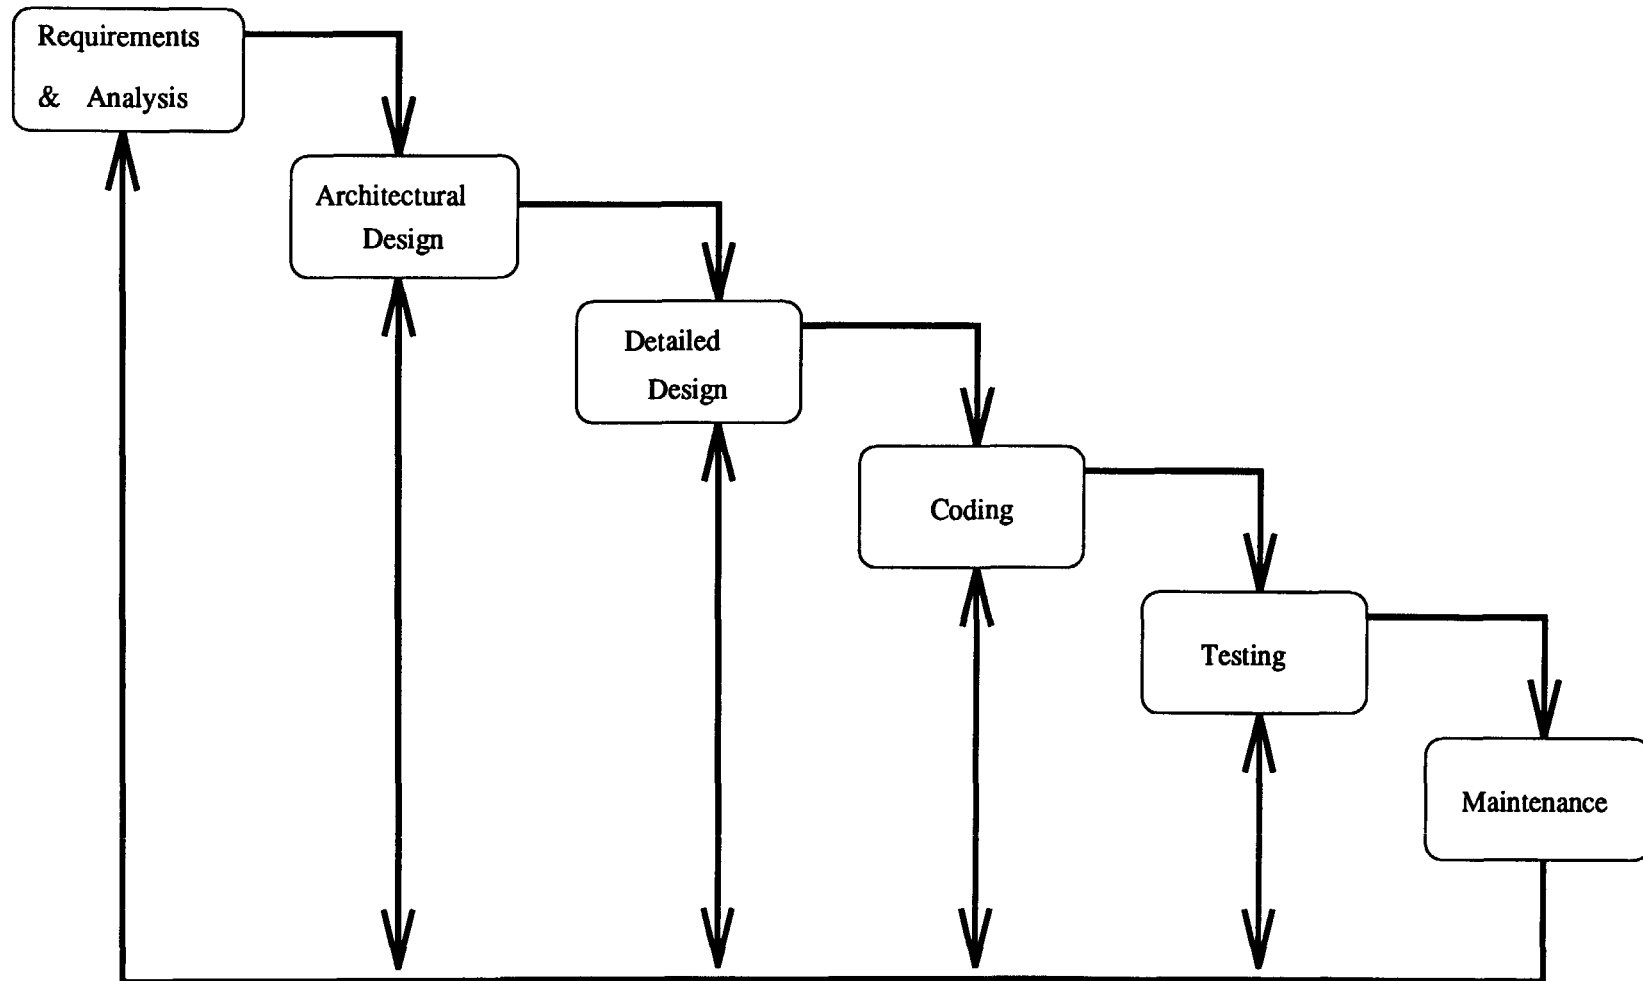 Requirements
& Analysis
Architectural
Design
Detailed
Design
Coding
Testing
Maintenance